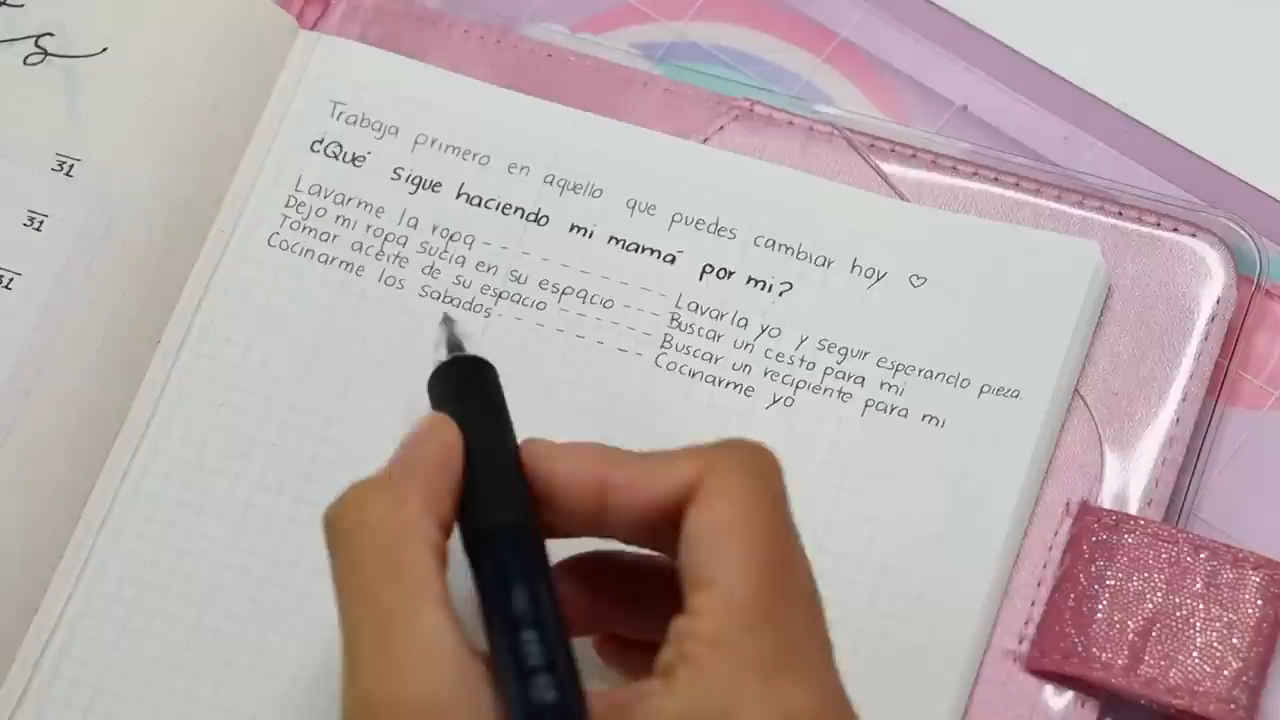 s
31
31
31
Trabaja primero en aquello que puedes cambiar hoy ♡
¿Qué sigue haciendo mi mamá por mi?
Lavarme la ropa - - - - - - - - - - - - Lavarla yo y seguir esperando pieza.
Dejo mi ropa sucia en su espacio - - - - Buscar un cesto para mi
Tomar aceite de su espacio - - - - - - Buscar un recipiente para mi
Cocinarme los sabados - - - - - - - - - Cocinarme yo